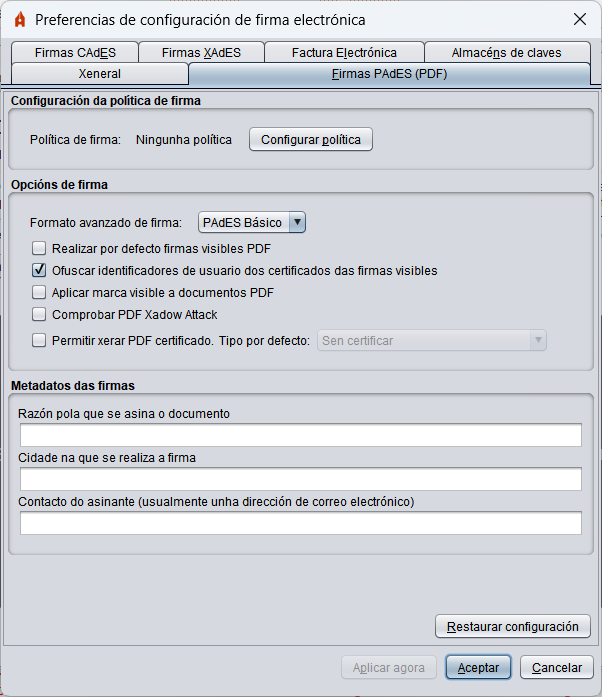 Preferencias de configuración de firma electrónica
Firmas CAdES
Firmas XAdES
Factura Electrónica
Almacéns de claves
Xeneral
Firmas PAdES (PDF)
Configuración da política de firma
Política de firma: Ningunha política Configurar política
Opcións de firma
Formato avanzado de firma: PAdES Básico
Realizar por defecto firmas visibles PDF
Ofuscar identificadores de usuario dos certificados das firmas visibles
Aplicar marca visible a documentos PDF
Comprobar PDF Xadow Attack
Permitir xerar PDF certificado. Tipo por defecto: Sen certificar
Metadatos das firmas
Razón pola que se asina o documento
Cidade na que se realiza a firma
Contacto do asinante (usualmente unha dirección de correo electrónico)
Restaurar configuración
Aplicar agora Aceptar Cancelar